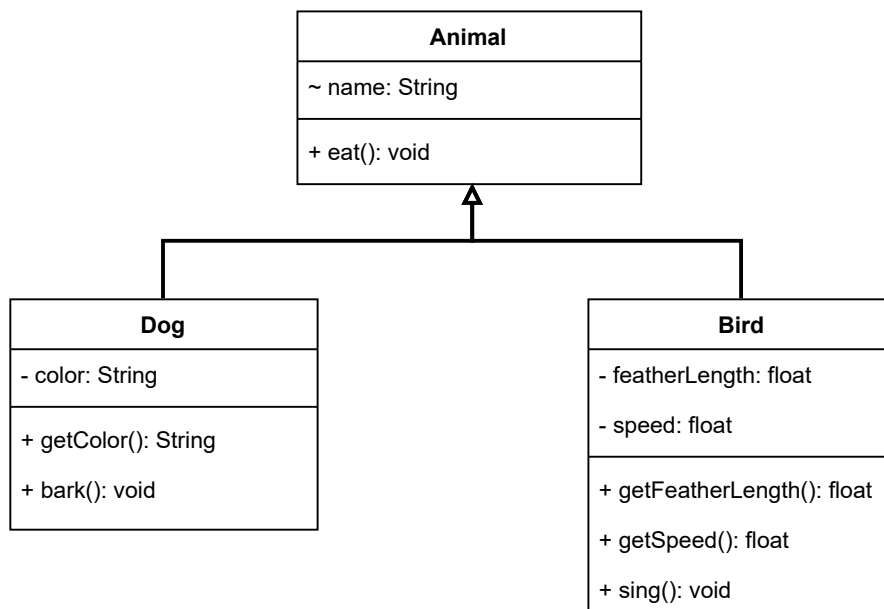 Animal
~ name: String
+ eat(): void
Dog
- color: String
+ getColor(): String
+ bark(): void
Bird
- featherLength: float
- speed: float
+ getFeatherLength(): float
+ getSpeed(): float
+ sing(): void